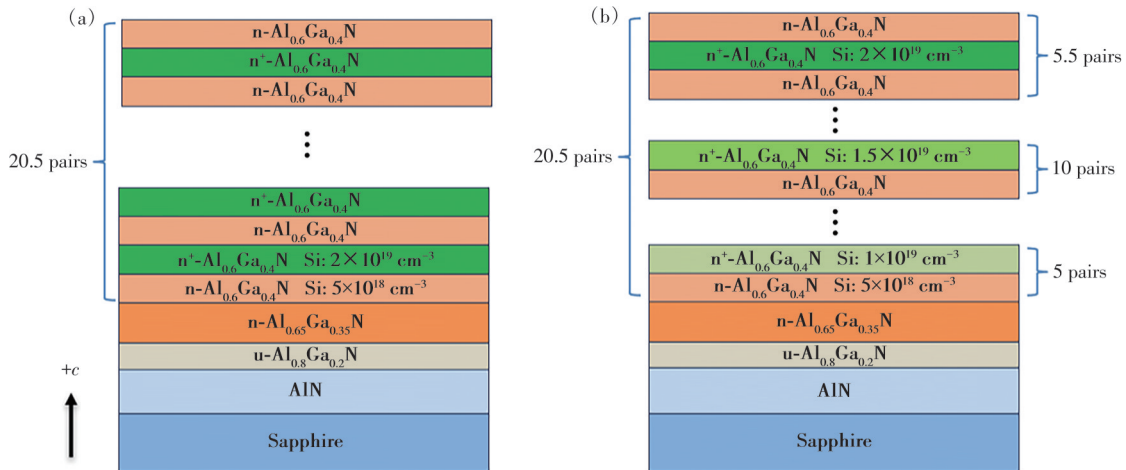 (a)
n-Al0.6Ga0.4N
n+-Al0.6Ga0.4N
n-Al0.6Ga0.4N
⋮
20.5 pairs
n+-Al0.6Ga0.4N
n-Al0.6Ga0.4N
n+-Al0.6Ga0.4N Si: 2×10^19 cm−3
n-Al0.6Ga0.4N Si: 5×10^18 cm−3
n-Al0.65Ga0.35N
u-Al0.8Ga0.2N
AlN
Sapphire
+c
(b)
n-Al0.6Ga0.4N
n+-Al0.6Ga0.4N Si: 2×10^19 cm−3
n-Al0.6Ga0.4N
5.5 pairs
⋮
20.5 pairs
n+-Al0.6Ga0.4N Si: 1.5×10^19 cm−3
n-Al0.6Ga0.4N
10 pairs
⋮
n+-Al0.6Ga0.4N Si: 1×10^19 cm−3
n-Al0.6Ga0.4N Si: 5×10^18 cm−3
5 pairs
n-Al0.65Ga0.35N
u-Al0.8Ga0.2N
AlN
Sapphire